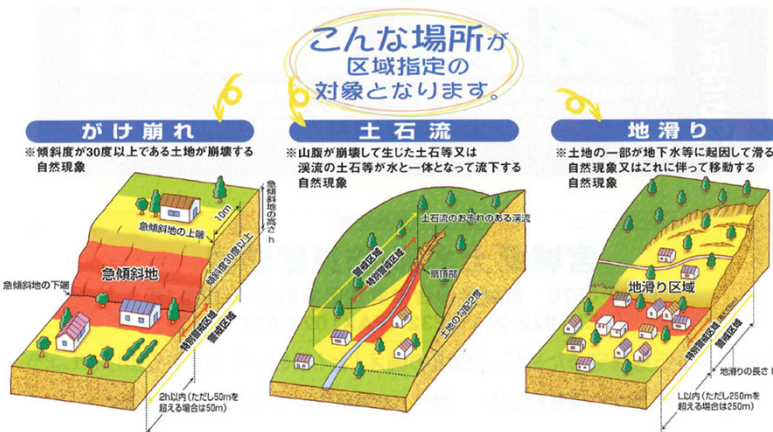 こんな場所が
区域指定の
対象となります。
がけ崩れ
※傾斜度が30度以上である土地が崩壊する
自然現象
急傾斜地の上端
10m
急傾斜地の高さ h
急傾斜地
傾斜度30度以上
急傾斜地の下端
特別警戒区域
警戒区域
2h以内(ただし50mを
超える場合は50m)
土石流
※山腹が崩壊して生じた土石等又は
渓流の土石等が水と一体となって流下する
自然現象
土石流のおそれのある渓流
警戒区域
特別警戒区域
扇頂部
土地の勾配2度
地滑り
※土地の一部が地下水等に起因して滑る
自然現象又はこれに伴って移動する
自然現象
地滑り区域
特別警戒区域
警戒区域
地滑りの長さ L
L以内(ただし250mを
超える場合は250m)